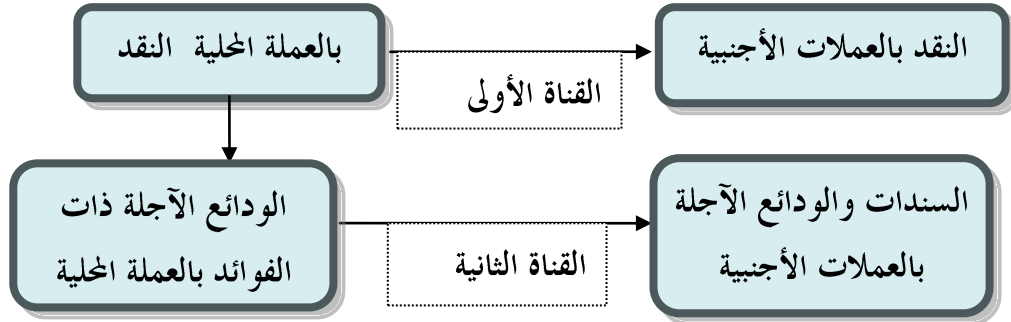 بالعملة المحلية النقد
النقد بالعملات الأجنبية
القناة الأولى
الودائع الآجلة ذات
الفوائد بالعملة المحلية
السندات والودائع الآجلة
بالعملات الأجنبية
القناة الثانية